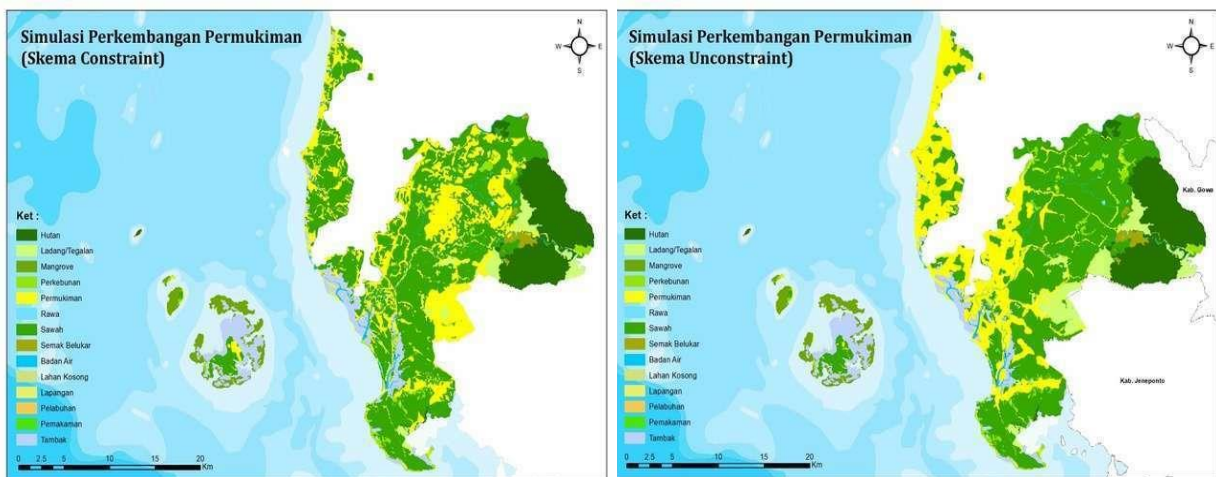 Simulasi Perkembangan Permukiman
(Skema Constraint)
N
W
E
S
Ket :
Hutan
Ladang/Tegalan
Mangrove
Perkebunan
Permukiman
Rawa
Sawah
Semak Belukar
Badan Air
Lahan Kosong
Lapangan
Pelabuhan
Pemakaman
Tambak
0 2.5 5 10 15 20
Km
Simulasi Perkembangan Permukiman
(Skema Unconstraint)
N
W
E
S
Kab. Gowa
Ket :
Hutan
Ladang/Tegalan
Mangrove
Perkebunan
Permukiman
Rawa
Sawah
Semak Belukar
Badan Air
Lahan Kosong
Lapangan
Pelabuhan
Pemakaman
Tambak
Kab. Jeneponto
0 2.5 5 10 15 20
Km